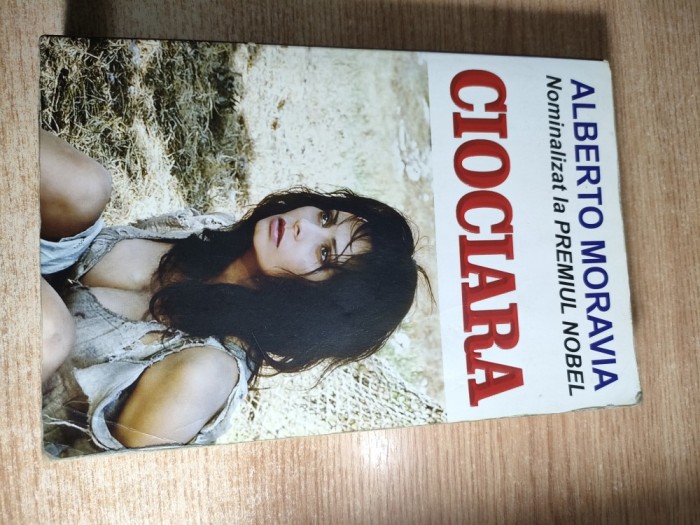 ALBERTO MORAVIA
Nominalizat la PREMIUL NOBEL
CIOCIARA